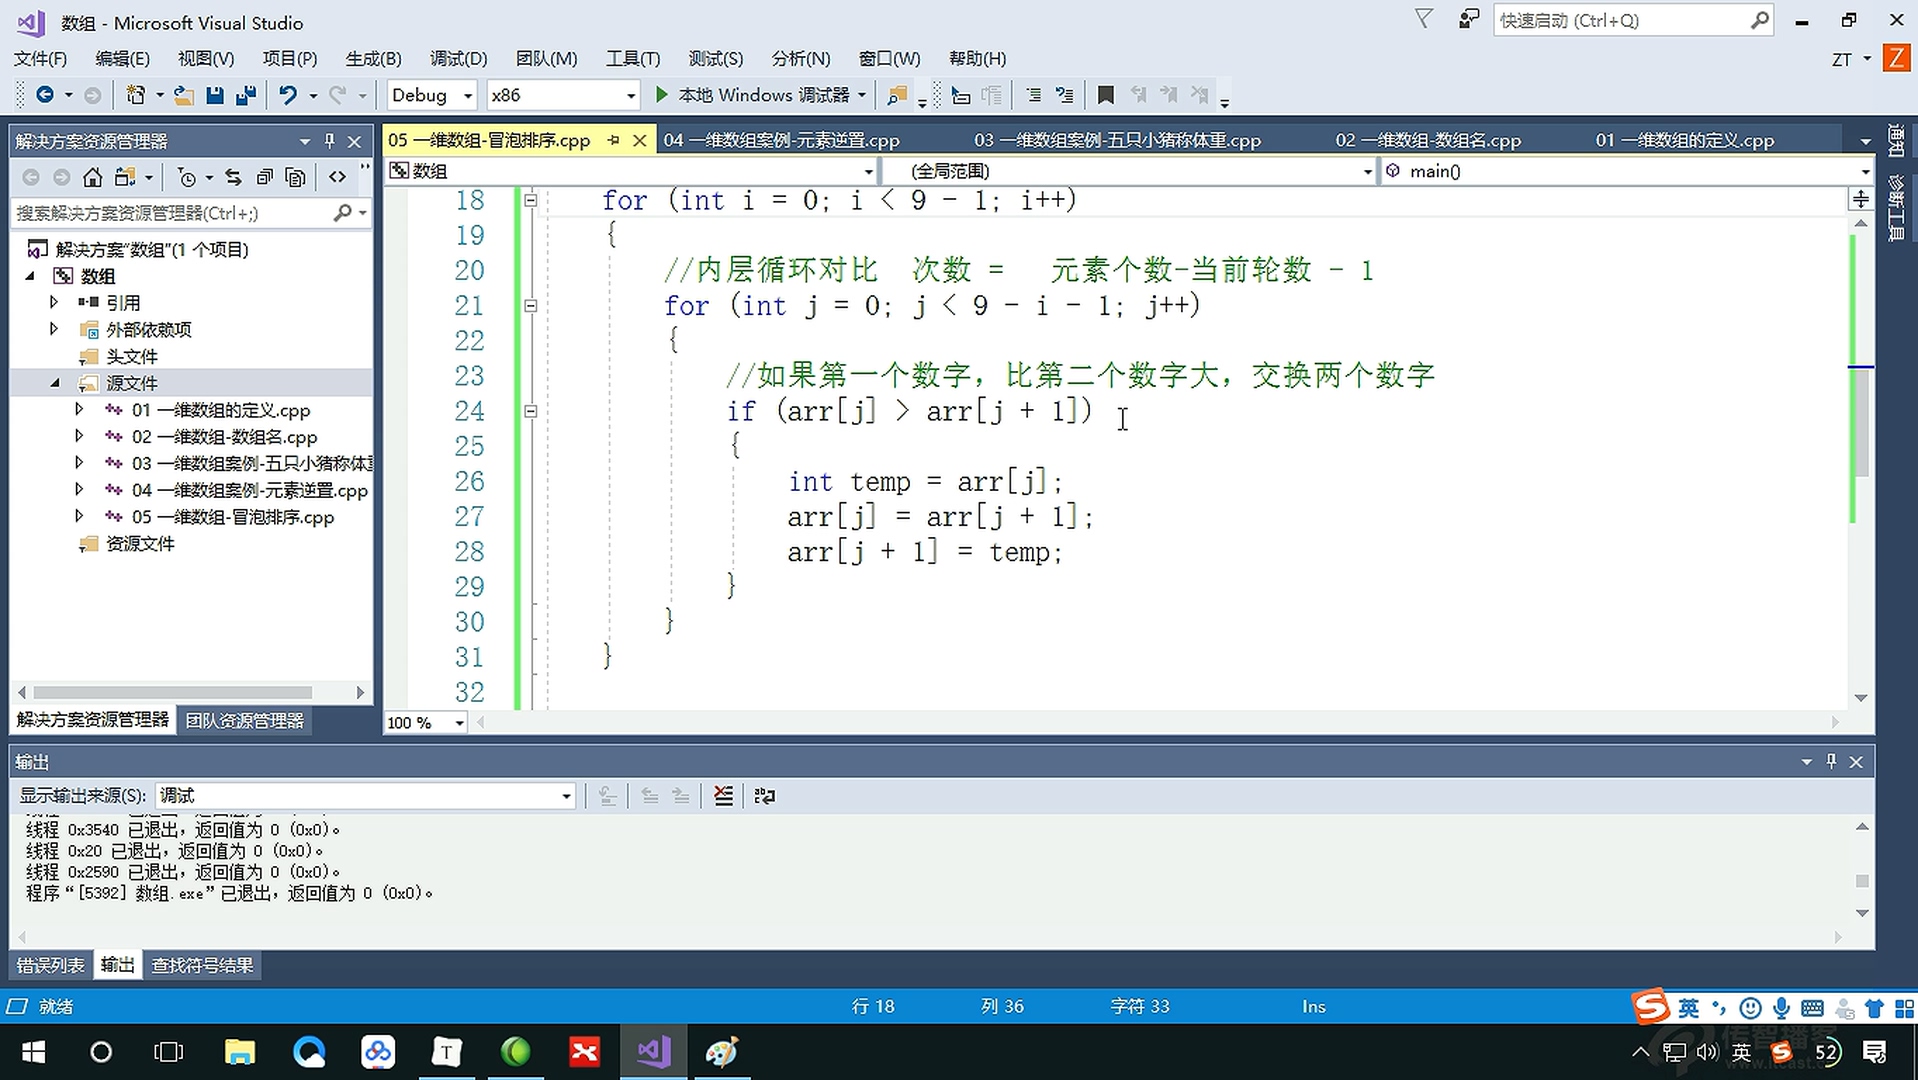 数组 - Microsoft Visual Studio
快速启动 (Ctrl+Q)
文件(F) 编辑(E) 视图(V) 项目(P) 生成(B) 调试(D) 团队(M) 工具(T) 测试(S) 分析(N) 窗口(W) 帮助(H) ZT Z
Debug x86 本地 Windows 调试器
解决方案资源管理器
05 一维数组-冒泡排序.cpp 04 一维数组案例-元素逆置.cpp 03 一维数组案例-五只小猪称体重.cpp 02 一维数组-数组名.cpp 01 一维数组的定义.cpp
通知
诊断工具
数组 (全局范围) main()
搜索解决方案资源管理器(Ctrl+;)
解决方案"数组"(1 个项目)
数组
引用
外部依赖项
头文件
源文件
01 一维数组的定义.cpp
02 一维数组-数组名.cpp
03 一维数组案例-五只小猪称体
04 一维数组案例-元素逆置.cpp
05 一维数组-冒泡排序.cpp
资源文件
解决方案资源管理器 团队资源管理器
18 for (int i = 0; i < 9 - 1; i++)
19 {
20 //内层循环对比 次数 = 元素个数-当前轮数 - 1
21 for (int j = 0; j < 9 - i - 1; j++)
22 {
23 //如果第一个数字，比第二个数字大，交换两个数字
24 if (arr[j] > arr[j + 1])
25 {
26 int temp = arr[j];
27 arr[j] = arr[j + 1];
28 arr[j + 1] = temp;
29 }
30 }
31 }
32
100 %
输出
显示输出来源(S): 调试
线程 0x3540 已退出，返回值为 0 (0x0)。
线程 0x20 已退出，返回值为 0 (0x0)。
线程 0x2590 已退出，返回值为 0 (0x0)。
程序“[5392] 数组.exe”已退出，返回值为 0 (0x0)。
错误列表 输出 查找符号结果
就绪 行 18 列 36 字符 33 Ins
英
英 52